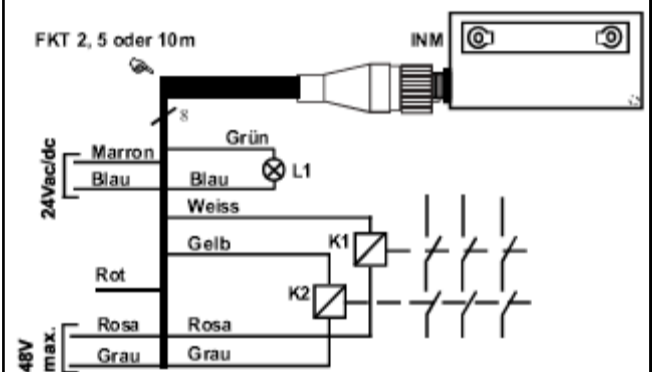 FKT 2, 5 oder 10m
INM
8
Grün
Marron
L1
24Vac/dc
Blau
Blau
Weiss
Gelb
K1
Rot
K2
Rosa
Rosa
48V
max.
Grau
Grau